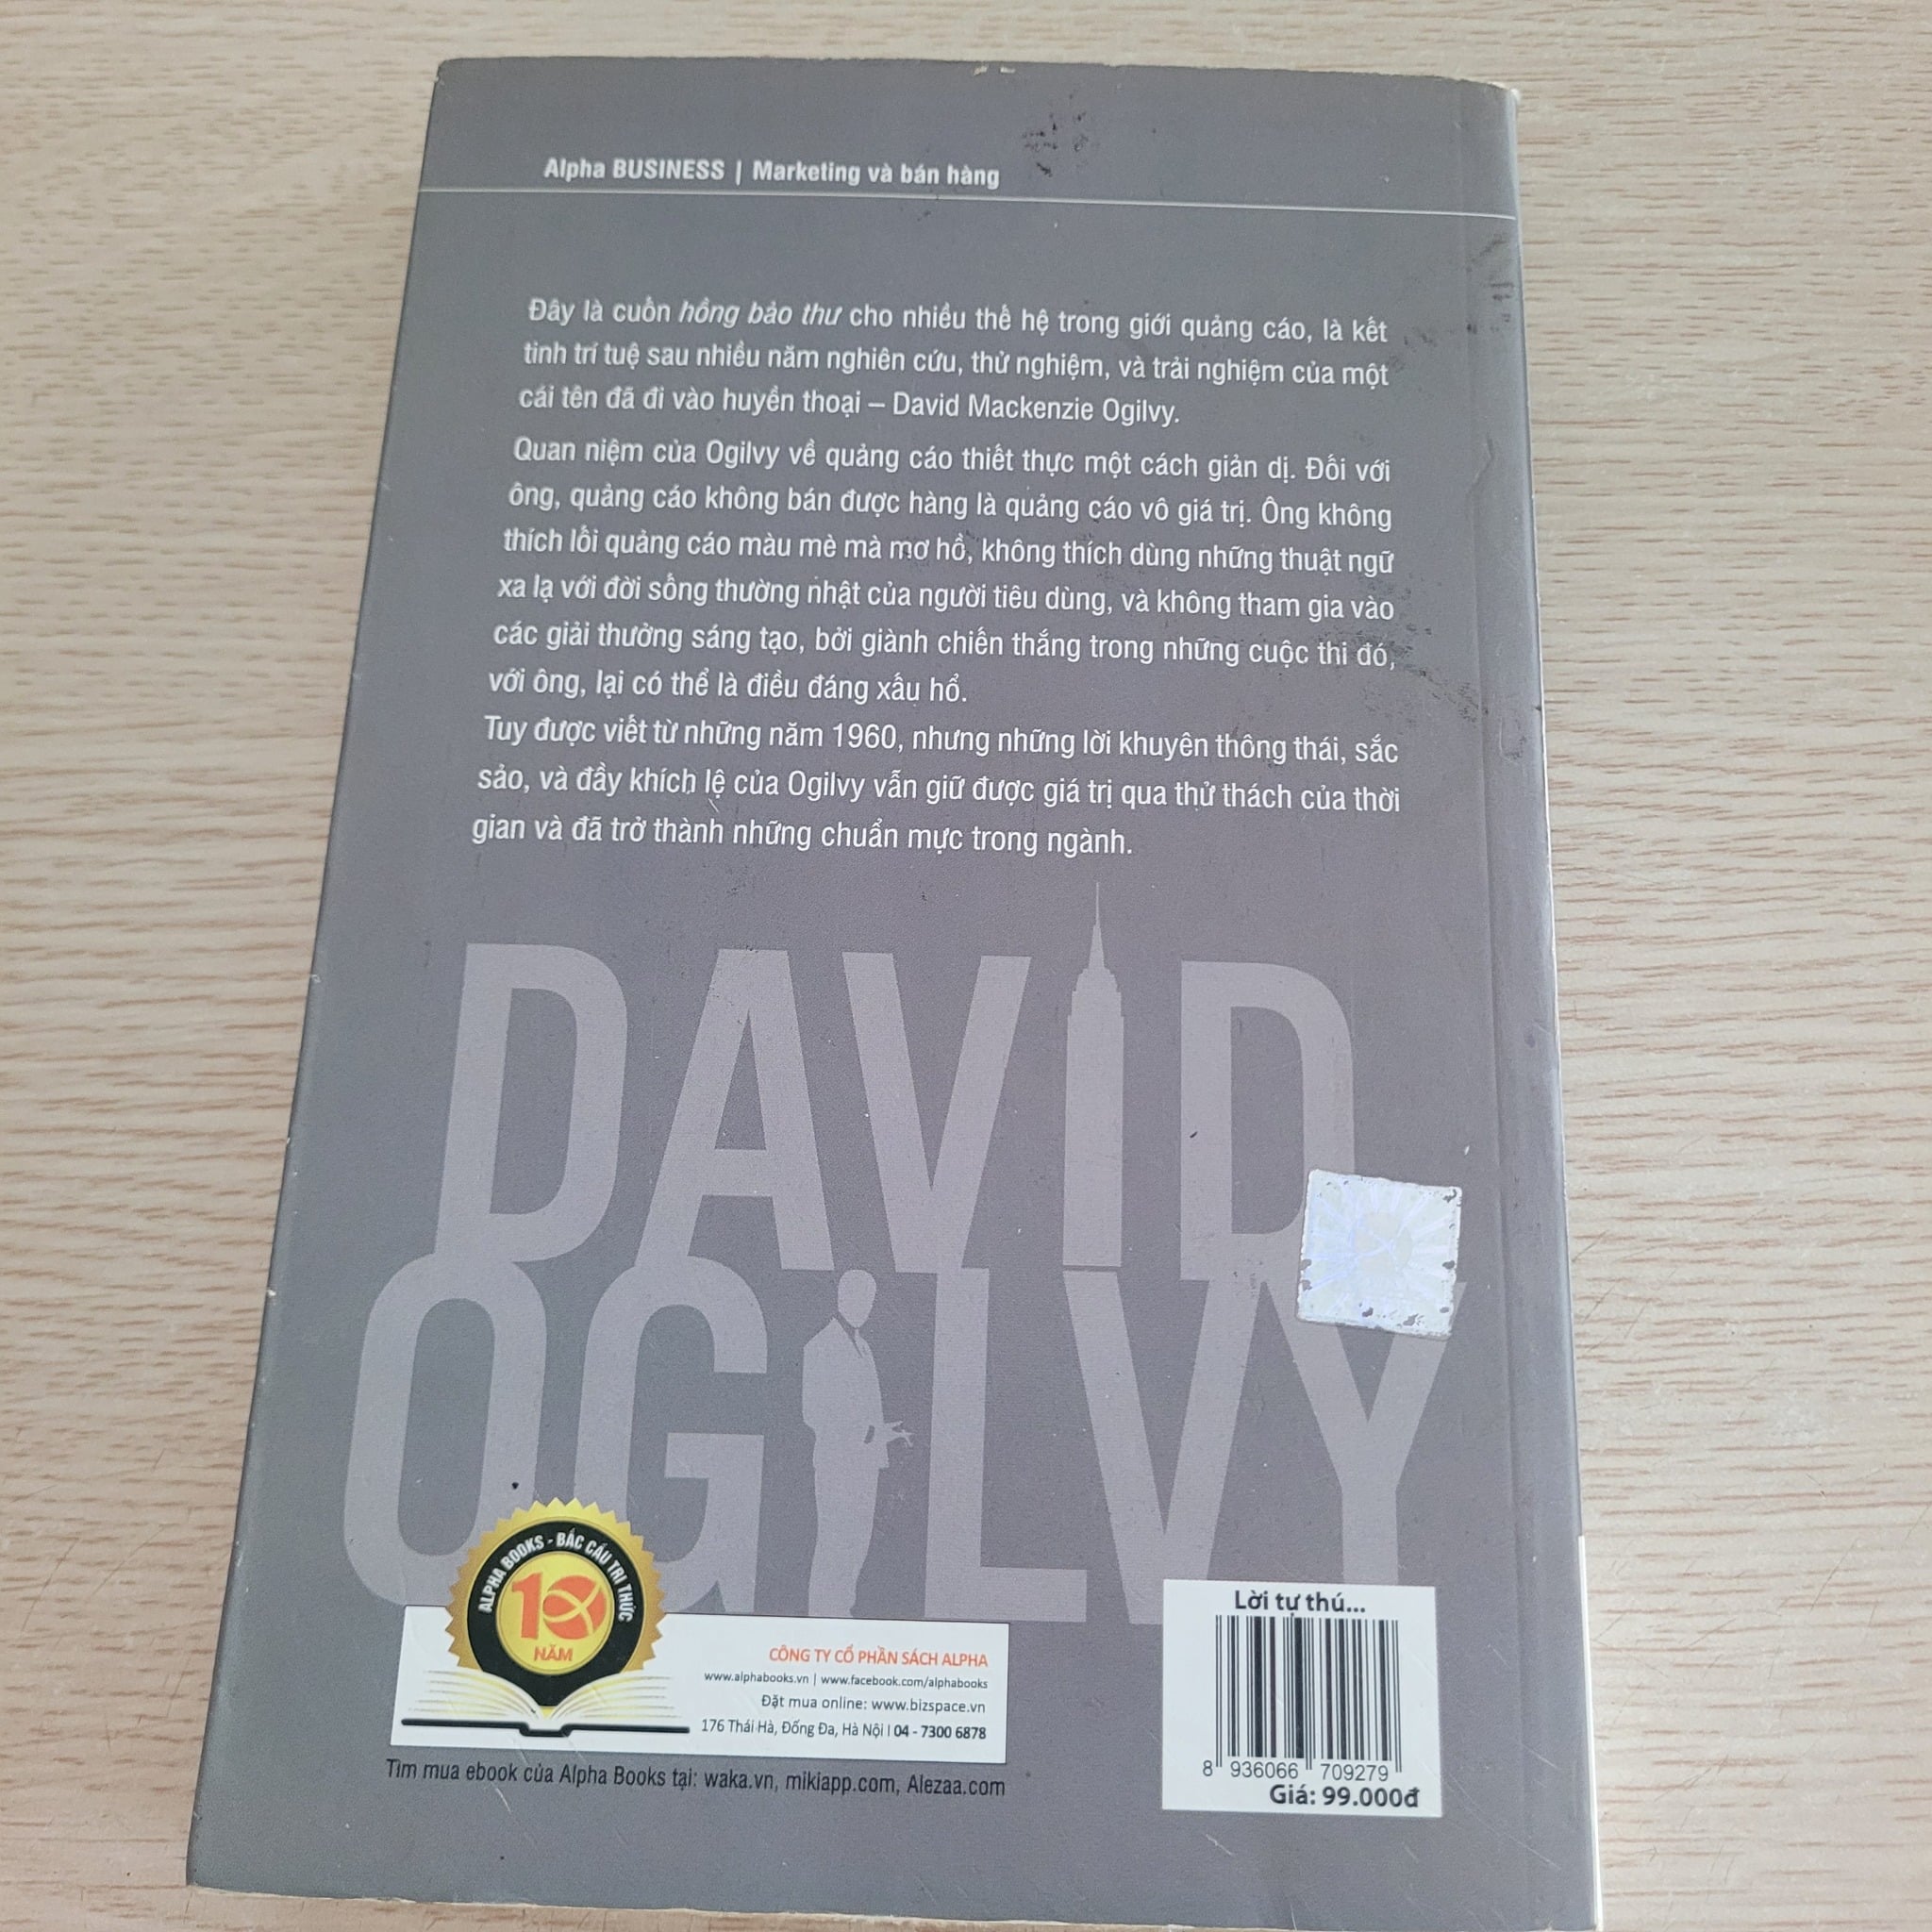 Alpha BUSINESS | Marketing và bán hàng
Đây là cuốn hồng bảo thư cho nhiều thế hệ trong giới quảng cáo, là kết
tinh trí tuệ sau nhiều năm nghiên cứu, thử nghiệm, và trải nghiệm của một
cái tên đã đi vào huyền thoại – David Mackenzie Ogilvy.
Quan niệm của Ogilvy về quảng cáo thiết thực một cách giản dị. Đối với
ông, quảng cáo không bán được hàng là quảng cáo vô giá trị. Ông không
thích lối quảng cáo màu mè mà mơ hồ, không thích dùng những thuật ngữ
xa lạ với đời sống thường nhật của người tiêu dùng, và không tham gia vào
các giải thưởng sáng tạo, bởi giành chiến thắng trong những cuộc thi đó,
với ông, lại có thể là điều đáng xấu hổ.
Tuy được viết từ những năm 1960, nhưng những lời khuyên thông thái, sắc
sảo, và đầy khích lệ của Ogilvy vẫn giữ được giá trị qua thử thách của thời
gian và đã trở thành những chuẩn mực trong ngành.
DAVID
OGILVY
ALPHA BOOKS - BẮC CẦU TRI THỨC
10
NĂM
CÔNG TY CỔ PHẦN SÁCH ALPHA
www.alphabooks.vn | www.facebook.com/alphabooks
Đặt mua online: www.bizspace.vn
176 Thái Hà, Đống Đa, Hà Nội I 04 - 7300 6878
Tìm mua ebook của Alpha Books tại: waka.vn, mikiapp.com, Alezaa.com
Lời tự thú...
8 936066 709279
Giá: 99.000đ